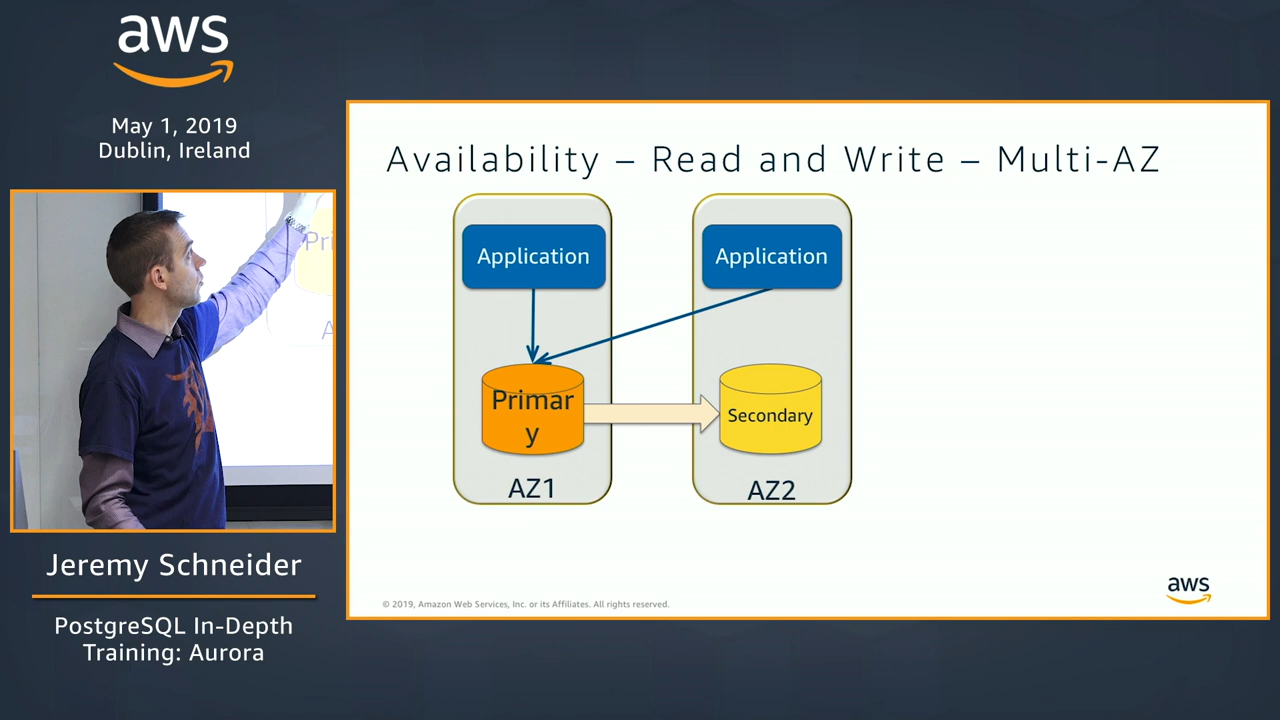 aws
May 1, 2019
Dublin, Ireland
Pri
A
Jeremy Schneider
PostgreSQL In-Depth
Training: Aurora
Availability – Read and Write – Multi-AZ
Application
Application
Primar
y
Secondary
AZ1
AZ2
© 2019, Amazon Web Services, Inc. or its Affiliates. All rights reserved.
aws